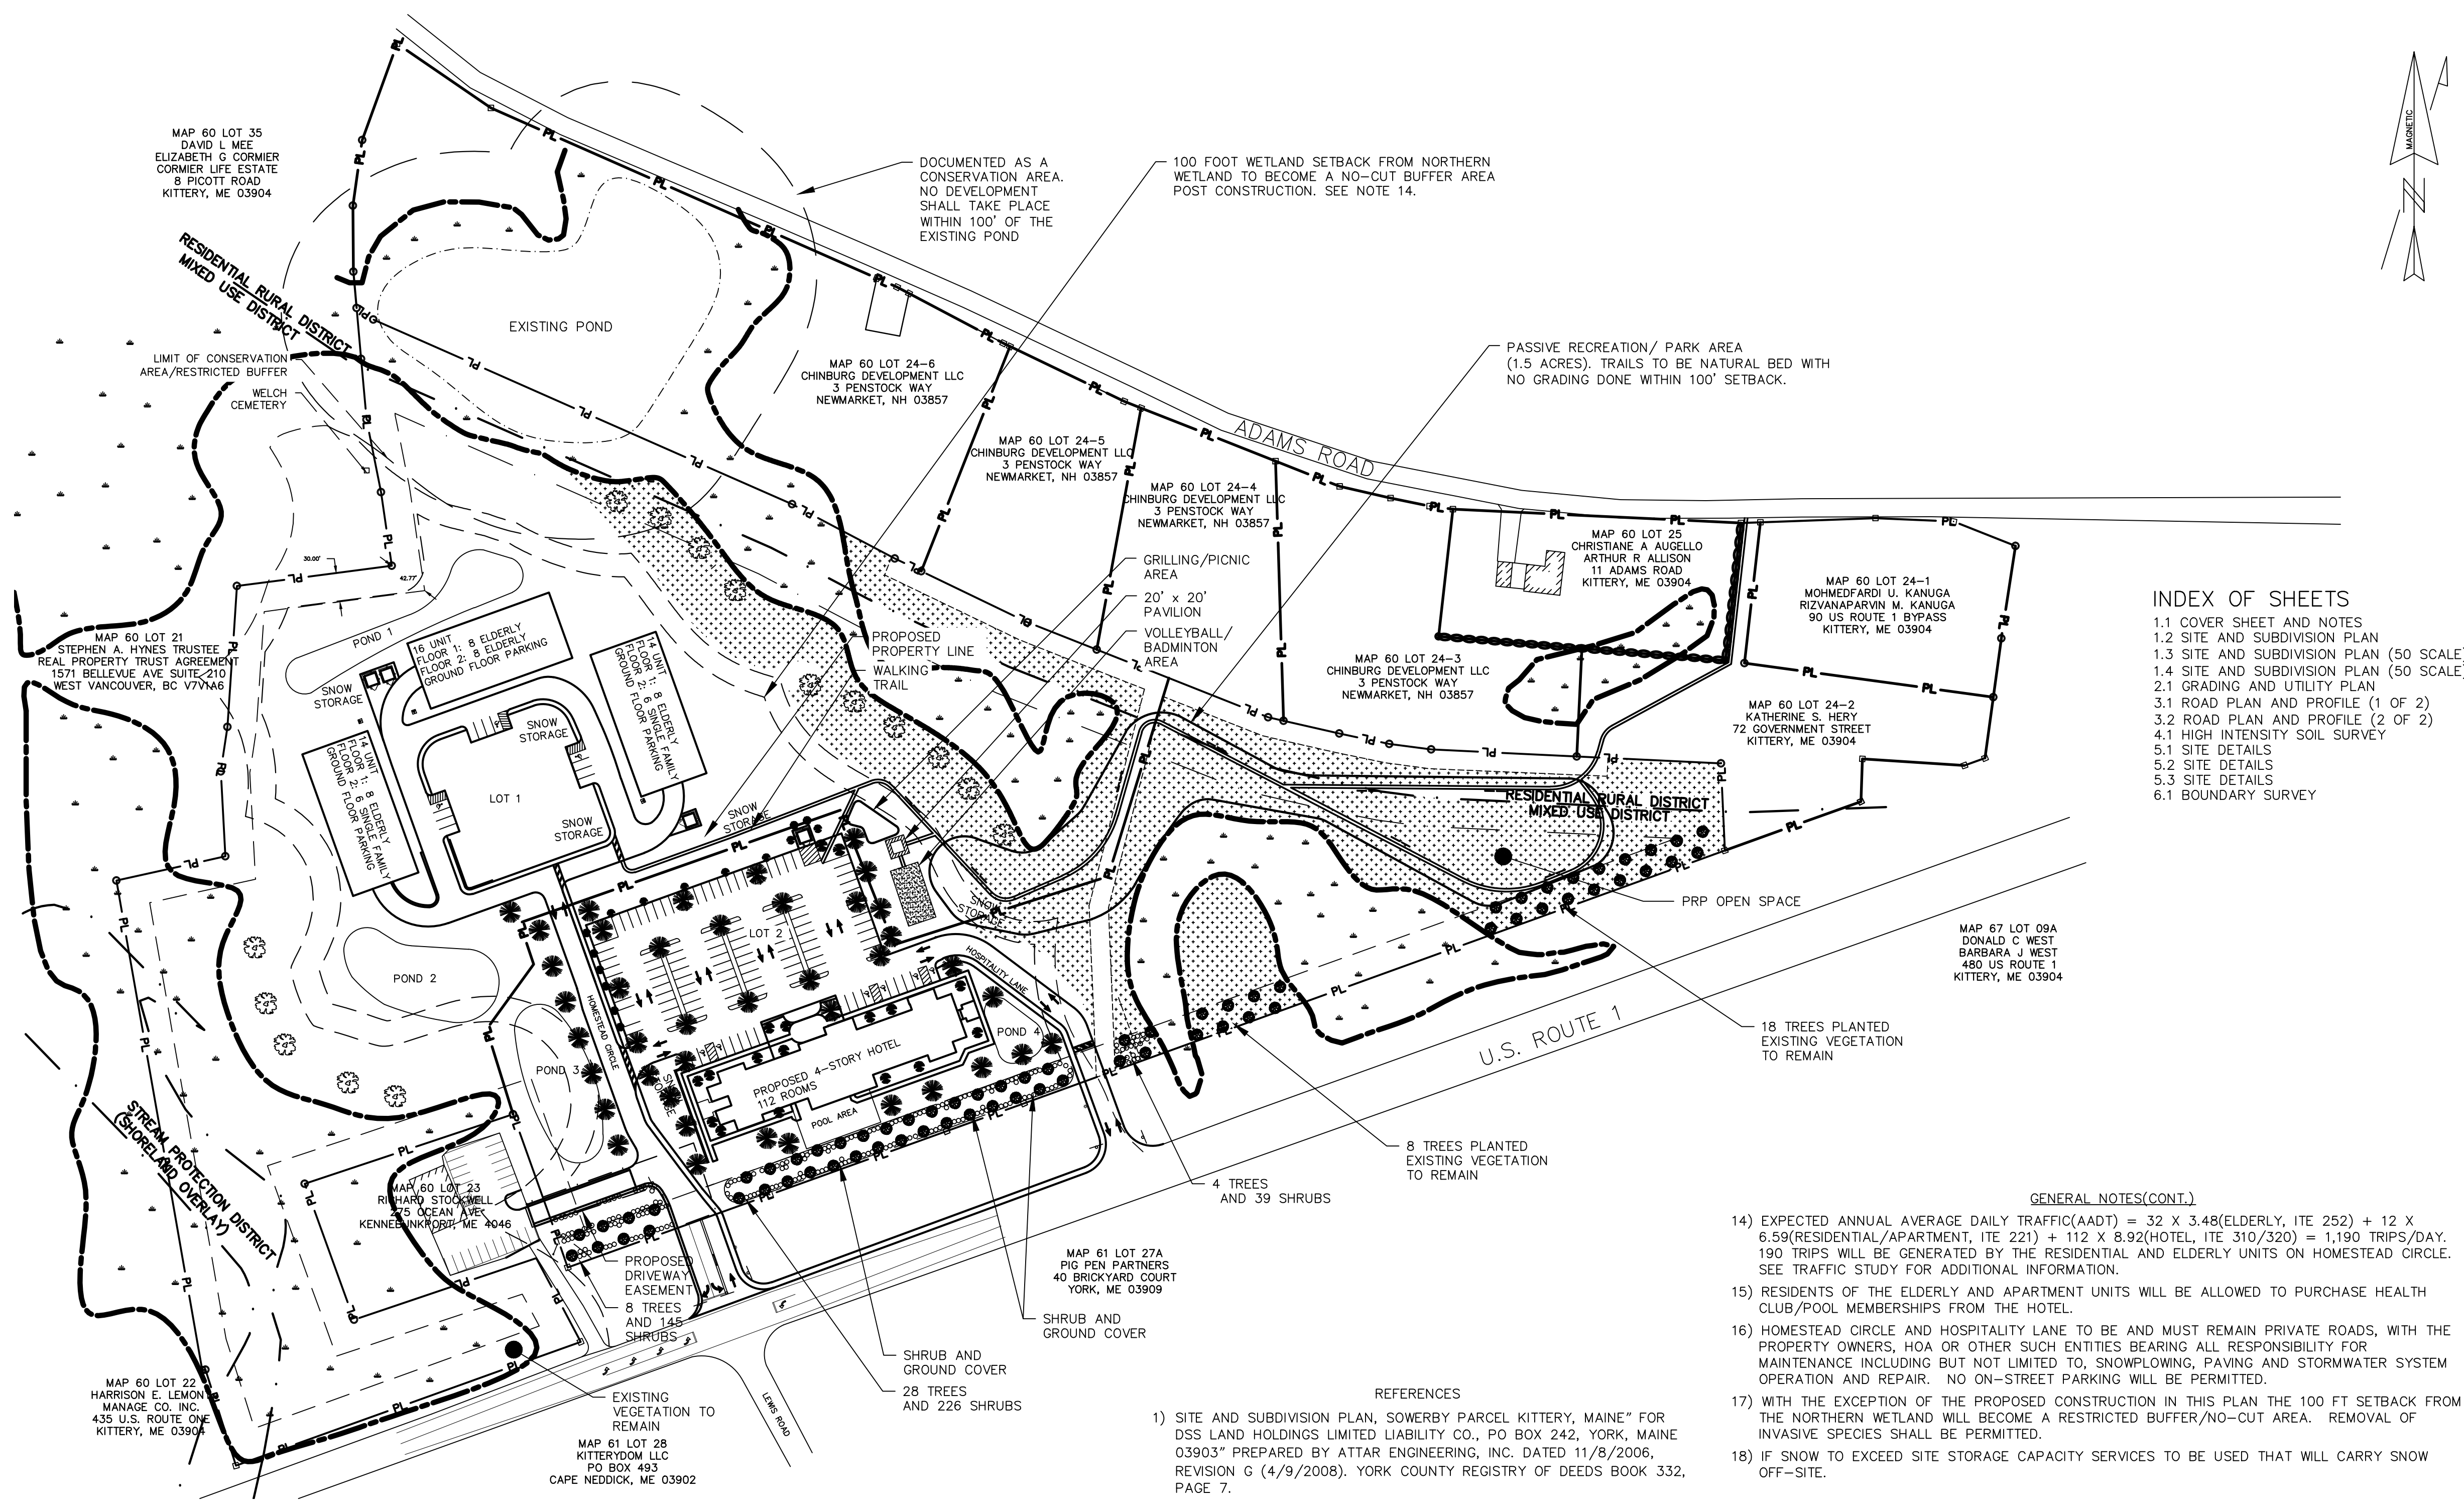 MAP 60 LOT 35
DAVID L MEE
ELIZABETH G CORMIER
CORMIER LIFE ESTATE
8 PICOTT ROAD
KITTERY, ME 03904
DOCUMENTED AS A
CONSERVATION AREA.
NO DEVELOPMENT
SHALL TAKE PLACE
WITHIN 100' OF THE
EXISTING POND
100 FOOT WETLAND SETBACK FROM NORTHERN
WETLAND TO BECOME A NO-CUT BUFFER AREA
POST CONSTRUCTION. SEE NOTE 14.
MAGNETIC
N
RESIDENTIAL RURAL DISTRICT
MIXED USE DISTRICT
EXISTING POND
LIMIT OF CONSERVATION
AREA/RESTRICTED BUFFER
WELCH
CEMETERY
MAP 60 LOT 24-6
CHINBURG DEVELOPMENT LLC
3 PENSTOCK WAY
NEWMARKET, NH 03857
PASSIVE RECREATION/ PARK AREA
(1.5 ACRES). TRAILS TO BE NATURAL BED WITH
NO GRADING DONE WITHIN 100' SETBACK.
ADAMS ROAD
MAP 60 LOT 24-5
CHINBURG DEVELOPMENT LLC
3 PENSTOCK WAY
NEWMARKET, NH 03857
MAP 60 LOT 24-4
CHINBURG DEVELOPMENT LLC
3 PENSTOCK WAY
NEWMARKET, NH 03857
MAP 60 LOT 25
CHRISTIANE A AUGELLO
ARTHUR R ALLISON
11 ADAMS ROAD
KITTERY, ME 03904
MAP 60 LOT 24-1
MOHMEDFARDI U. KANUGA
RIZVANAPARVIN M. KANUGA
90 US ROUTE 1 BYPASS
KITTERY, ME 03904
INDEX OF SHEETS
1.1 COVER SHEET AND NOTES
1.2 SITE AND SUBDIVISION PLAN
1.3 SITE AND SUBDIVISION PLAN (50 SCALE)
1.4 SITE AND SUBDIVISION PLAN (50 SCALE)
2.1 GRADING AND UTILITY PLAN
3.1 ROAD PLAN AND PROFILE (1 OF 2)
3.2 ROAD PLAN AND PROFILE (2 OF 2)
4.1 HIGH INTENSITY SOIL SURVEY
5.1 SITE DETAILS
5.2 SITE DETAILS
5.3 SITE DETAILS
6.1 BOUNDARY SURVEY
30.00'
42.77'
GRILLING/PICNIC
AREA
20' x 20'
PAVILION
VOLLEYBALL/
BADMINTON
AREA
PROPOSED
PROPERTY LINE
WALKING
TRAIL
MAP 60 LOT 21
STEPHEN A. HYNES TRUSTEE
REAL PROPERTY TRUST AGREEMENT
1571 BELLEVUE AVE SUITE 210
WEST VANCOUVER, BC V7V1A6
POND 1
16 UNIT
FLOOR 1: 8 ELDERLY
FLOOR 2: 8 ELDERLY
GROUND FLOOR PARKING
14 UNIT
FLOOR 1: 8 ELDERLY
FLOOR 2: 6 SINGLE FAMILY
GROUND FLOOR PARKING
14 UNIT
FLOOR 1: 8 ELDERLY
FLOOR 2: 6 SINGLE FAMILY
GROUND FLOOR PARKING
SNOW
STORAGE
SNOW
STORAGE
SNOW
STORAGE
SNOW
STORAGE
LOT 1
MAP 60 LOT 24-3
CHINBURG DEVELOPMENT LLC
3 PENSTOCK WAY
NEWMARKET, NH 03857
MAP 60 LOT 24-2
KATHERINE S. HERY
72 GOVERNMENT STREET
KITTERY, ME 03904
RESIDENTIAL RURAL DISTRICT
MIXED USE DISTRICT
PRP OPEN SPACE
MAP 67 LOT 09A
DONALD C WEST
BARBARA J WEST
480 US ROUTE 1
KITTERY, ME 03904
LOT 2
SNOW
STORAGE
HOSPITALITY LANE
HOMESTEAD CIRCLE
POND 2
POND 3
POND 4
SNOW
STORAGE
PROPOSED 4-STORY HOTEL
112 ROOMS
POOL AREA
U.S. ROUTE 1
18 TREES PLANTED
EXISTING VEGETATION
TO REMAIN
8 TREES PLANTED
EXISTING VEGETATION
TO REMAIN
4 TREES
AND 39 SHRUBS
STREAM PROTECTION DISTRICT
(SHORELAND OVERLAY)
MAP 60 LOT 23
RICHARD STOCKWELL
275 OCEAN AVE
KENNEBUNKPORT, ME 4046
PROPOSED
DRIVEWAY
EASEMENT
8 TREES
AND 145
SHRUBS
MAP 61 LOT 27A
PIG PEN PARTNERS
40 BRICKYARD COURT
YORK, ME 03909
SHRUB AND
GROUND COVER
SHRUB AND
GROUND COVER
28 TREES
AND 226 SHRUBS
EXISTING
VEGETATION TO
REMAIN
LEWIS ROAD
MAP 60 LOT 22
HARRISON E. LEMON
MANAGE CO. INC.
435 U.S. ROUTE ONE
KITTERY, ME 03904
MAP 61 LOT 28
KITTERYDOM LLC
PO BOX 493
CAPE NEDDICK, ME 03902
REFERENCES
1) SITE AND SUBDIVISION PLAN, SOWERBY PARCEL KITTERY, MAINE" FOR
DSS LAND HOLDINGS LIMITED LIABILITY CO., PO BOX 242, YORK, MAINE
03903" PREPARED BY ATTAR ENGINEERING, INC. DATED 11/8/2006,
REVISION G (4/9/2008). YORK COUNTY REGISTRY OF DEEDS BOOK 332,
PAGE 7.
GENERAL NOTES(CONT.)
14) EXPECTED ANNUAL AVERAGE DAILY TRAFFIC(AADT) = 32 X 3.48(ELDERLY, ITE 252) + 12 X
6.59(RESIDENTIAL/APARTMENT, ITE 221) + 112 X 8.92(HOTEL, ITE 310/320) = 1,190 TRIPS/DAY.
190 TRIPS WILL BE GENERATED BY THE RESIDENTIAL AND ELDERLY UNITS ON HOMESTEAD CIRCLE.
SEE TRAFFIC STUDY FOR ADDITIONAL INFORMATION.
15) RESIDENTS OF THE ELDERLY AND APARTMENT UNITS WILL BE ALLOWED TO PURCHASE HEALTH
CLUB/POOL MEMBERSHIPS FROM THE HOTEL.
16) HOMESTEAD CIRCLE AND HOSPITALITY LANE TO BE AND MUST REMAIN PRIVATE ROADS, WITH THE
PROPERTY OWNERS, HOA OR OTHER SUCH ENTITIES BEARING ALL RESPONSIBILITY FOR
MAINTENANCE INCLUDING BUT NOT LIMITED TO, SNOWPLOWING, PAVING AND STORMWATER SYSTEM
OPERATION AND REPAIR. NO ON-STREET PARKING WILL BE PERMITTED.
17) WITH THE EXCEPTION OF THE PROPOSED CONSTRUCTION IN THIS PLAN THE 100 FT SETBACK FROM
THE NORTHERN WETLAND WILL BECOME A RESTRICTED BUFFER/NO-CUT AREA. REMOVAL OF
INVASIVE SPECIES SHALL BE PERMITTED.
18) IF SNOW TO EXCEED SITE STORAGE CAPACITY SERVICES TO BE USED THAT WILL CARRY SNOW
OFF-SITE.